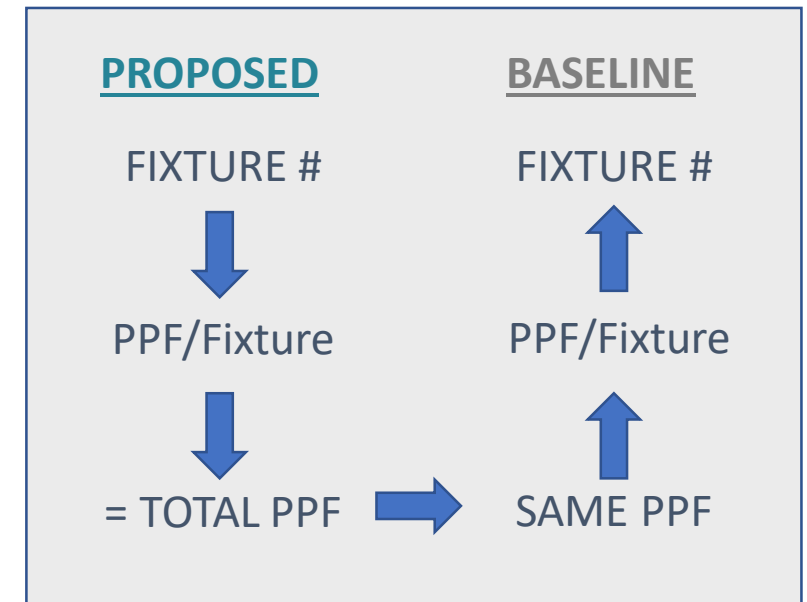 PROPOSED
FIXTURE #
PPF/Fixture
= TOTAL PPF
BASELINE
FIXTURE #
PPF/Fixture
SAME PPF